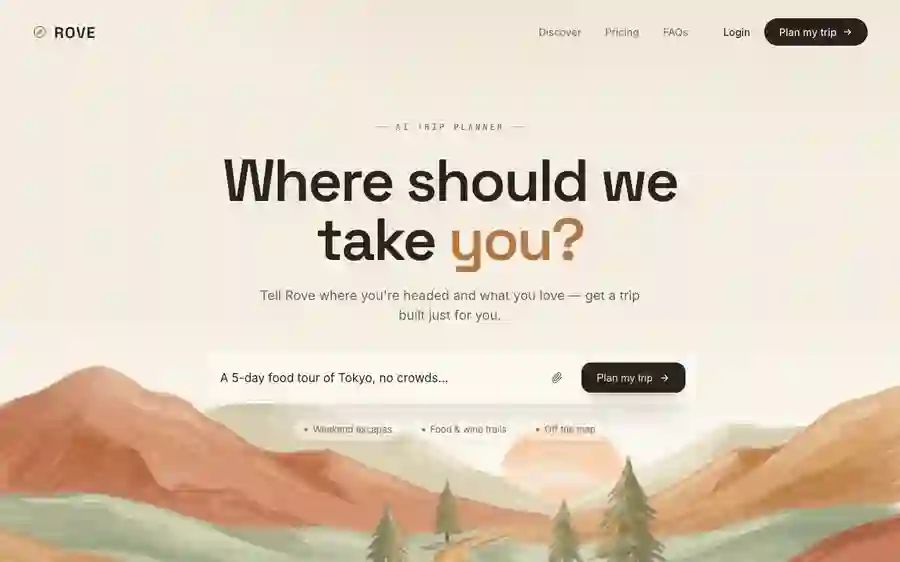 ROVE
Discover
Pricing
FAQs
Login
Plan my trip →
AI TRIP PLANNER
Where should we
take you?
Tell Rove where you're headed and what you love — get a trip
built just for you.
A 5-day food tour of Tokyo, no crowds...
Plan my trip →
• Weekend escapes
• Food & wine trails
• Off the map